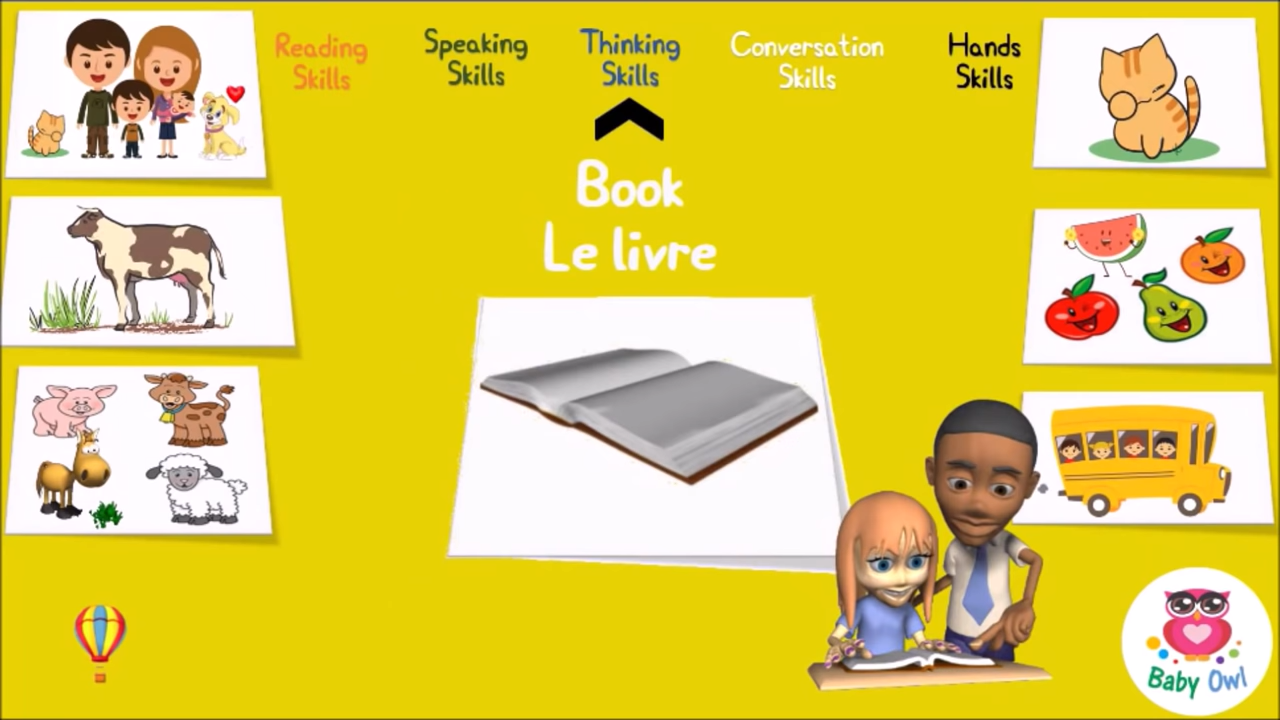 Reading
Skills
Speaking
Skills
Thinking
Skills
Conversation
Skills
Hands
Skills
Book
Le livre
Baby Owl